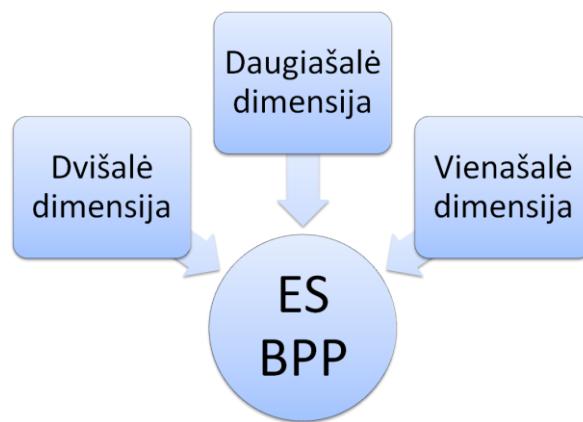 Daugiašalė
dimensija
Dvišalė
dimensija
Vienašalė
dimensija
ES
BPP